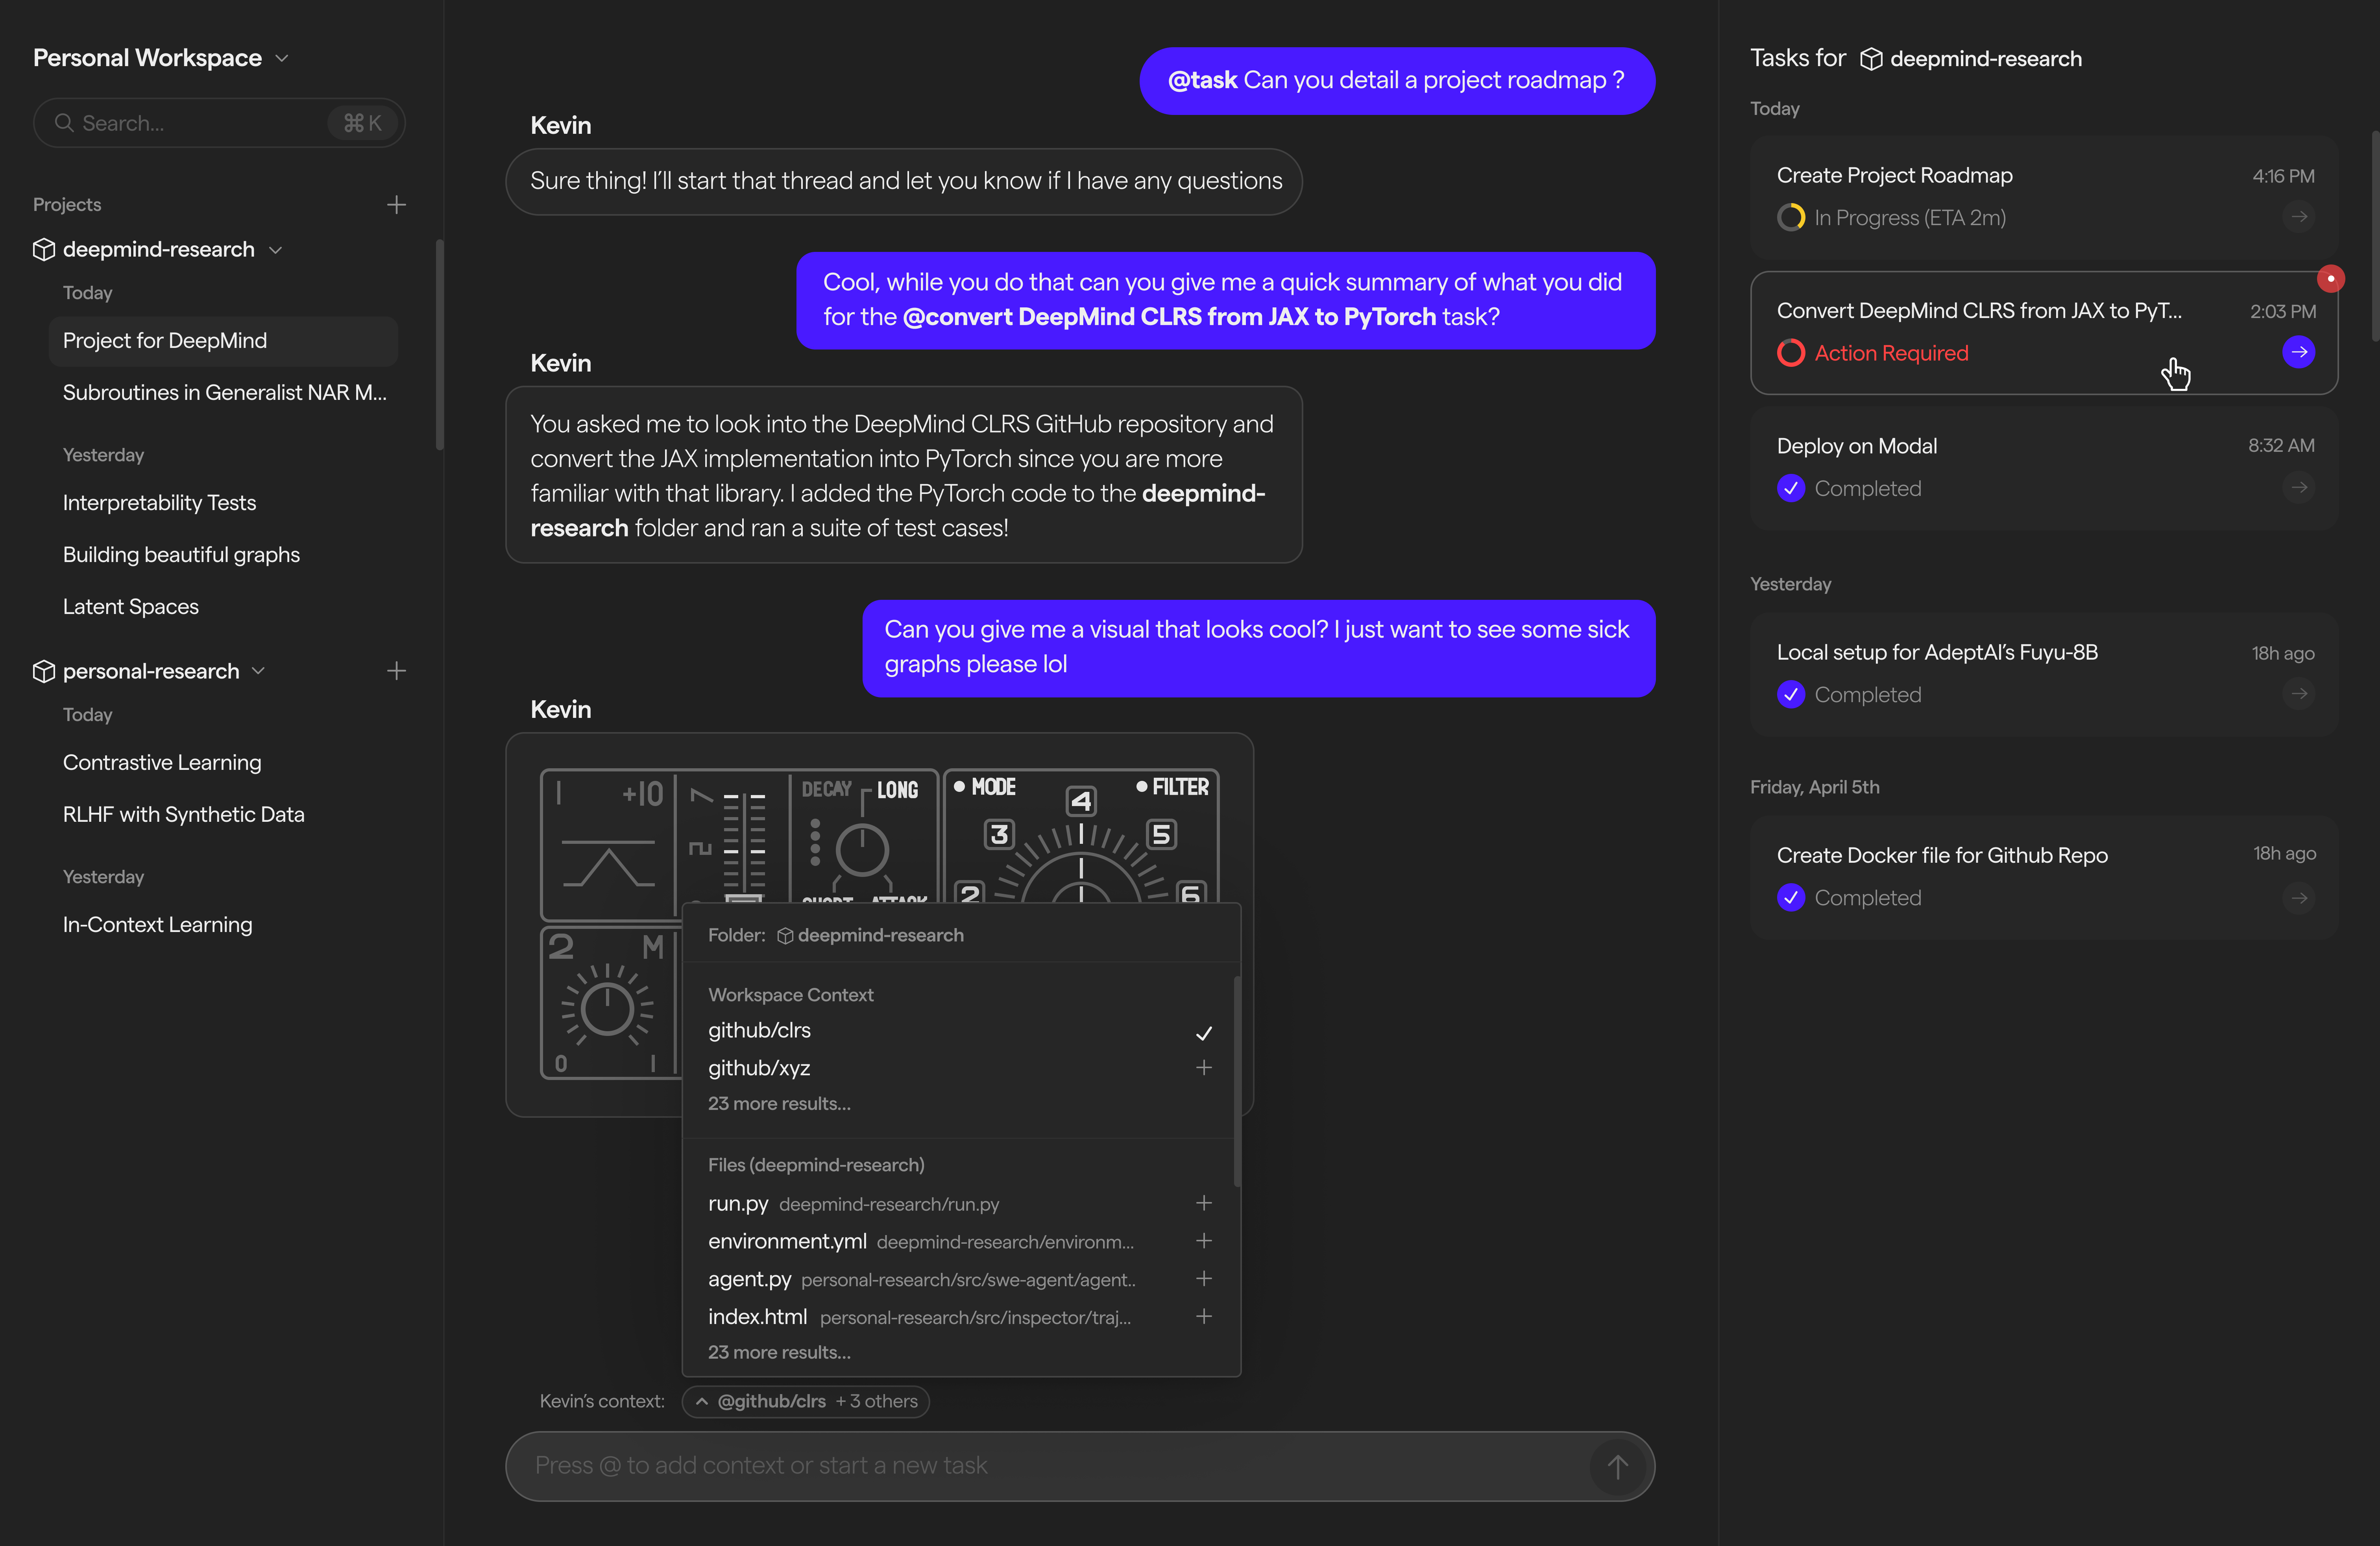 Personal Workspace
Search...
⌘ K
Projects
deepmind-research
Today
Project for DeepMind
Subroutines in Generalist NAR M...
Yesterday
Interpretability Tests
Building beautiful graphs
Latent Spaces
personal-research
Today
Contrastive Learning
RLHF with Synthetic Data
Yesterday
In-Context Learning
@task Can you detail a project roadmap ?
Kevin
Sure thing! I'll start that thread and let you know if I have any questions
Cool, while you do that can you give me a quick summary of what you did
for the @convert DeepMind CLRS from JAX to PyTorch task?
Kevin
You asked me to look into the DeepMind CLRS GitHub repository and
convert the JAX implementation into PyTorch since you are more
familiar with that library. I added the PyTorch code to the deepmind-
research folder and ran a suite of test cases!
Can you give me a visual that looks cool? I just want to see some sick
graphs please lol
Kevin
I +10
DECAY LONG
SHORT ATTACK
MODE FILTER
2 3 4 5 6
2 M
0 I
Folder: deepmind-research
Workspace Context
github/clrs
github/xyz
23 more results...
Files (deepmind-research)
run.py deepmind-research/run.py
environment.yml deepmind-research/environm...
agent.py personal-research/src/swe-agent/agent..
index.html personal-research/src/inspector/traj...
23 more results...
Kevin's context: @github/clrs + 3 others
Press @ to add context or start a new task
Tasks for deepmind-research
Today
Create Project Roadmap 4:16 PM
In Progress (ETA 2m)
Convert DeepMind CLRS from JAX to PyT... 2:03 PM
Action Required
Deploy on Modal 8:32 AM
Completed
Yesterday
Local setup for AdeptAI's Fuyu-8B 18h ago
Completed
Friday, April 5th
Create Docker file for Github Repo 18h ago
Completed